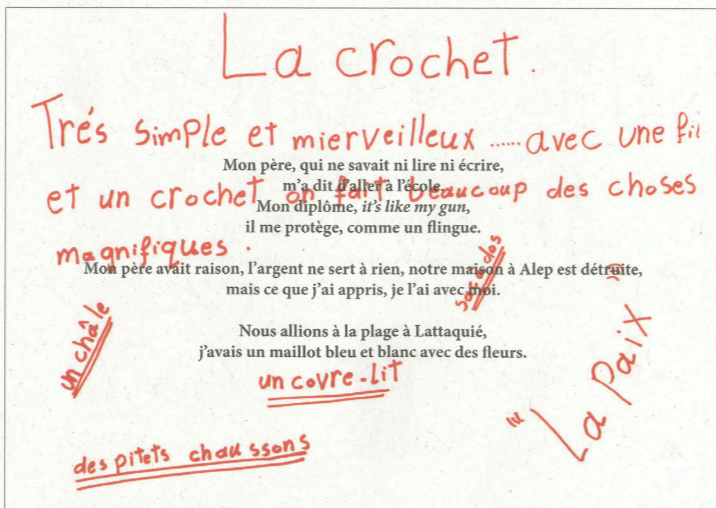 La crochet.
Trés simple et mierveilleux ...... avec une fil
Mon père, qui ne savait ni lire ni écrire,
m'a dit d'aller à l'école.
et un crochet on fait beaucoup des choses
Mon diplôme, it's like my gun,
il me protège, comme un flingue.
magnifiques.
Mon père avait raison, l'argent ne sert à rien, notre maison à Alep est détruite,
mais ce que j'ai appris, je l'ai avec moi.
sac a dos
un châle
"La Paix"
Nous allions à la plage à Lattaquié,
j'avais un maillot bleu et blanc avec des fleurs.
un covre-lit
des pitets chaussons